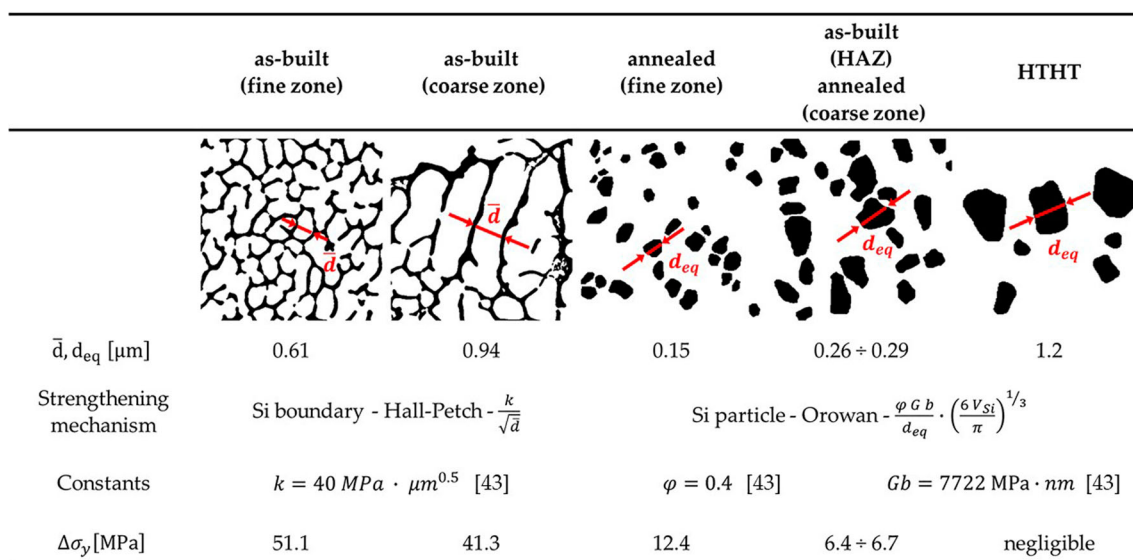 as-built
(fine zone)
as-built
(coarse zone)
annealed
(fine zone)
as-built
(HAZ)
annealed
(coarse zone)
HTHT
d̅
d̅
d_eq
d_eq
d_eq
d̅, d_eq [μm] 0.61 0.94 0.15 0.26 ÷ 0.29 1.2
Strengthening
mechanism
Si boundary - Hall-Petch - k/√d̅
Si particle - Orowan - φ G b/d_eq · (6 V_Si/π)^1/3
Constants k = 40 MPa · μm^0.5 [43] φ = 0.4 [43] Gb = 7722 MPa · nm [43]
Δσ_y [MPa] 51.1 41.3 12.4 6.4 ÷ 6.7 negligible